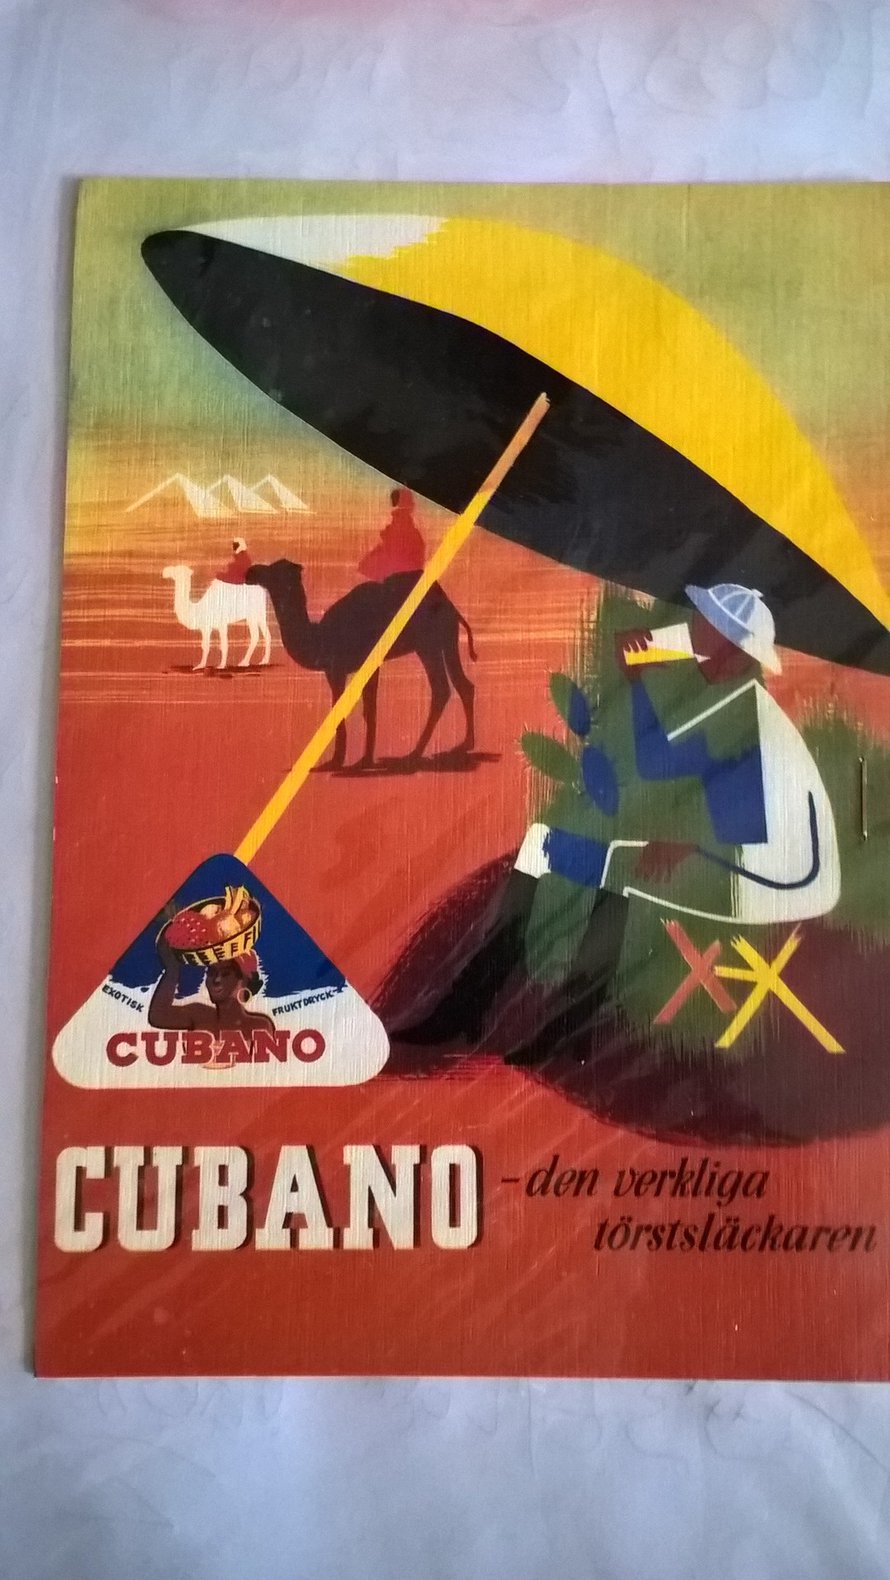 EXOTISK FRUKTDRYCK
CUBANO
CUBANO
-den verkliga
törstsläckaren